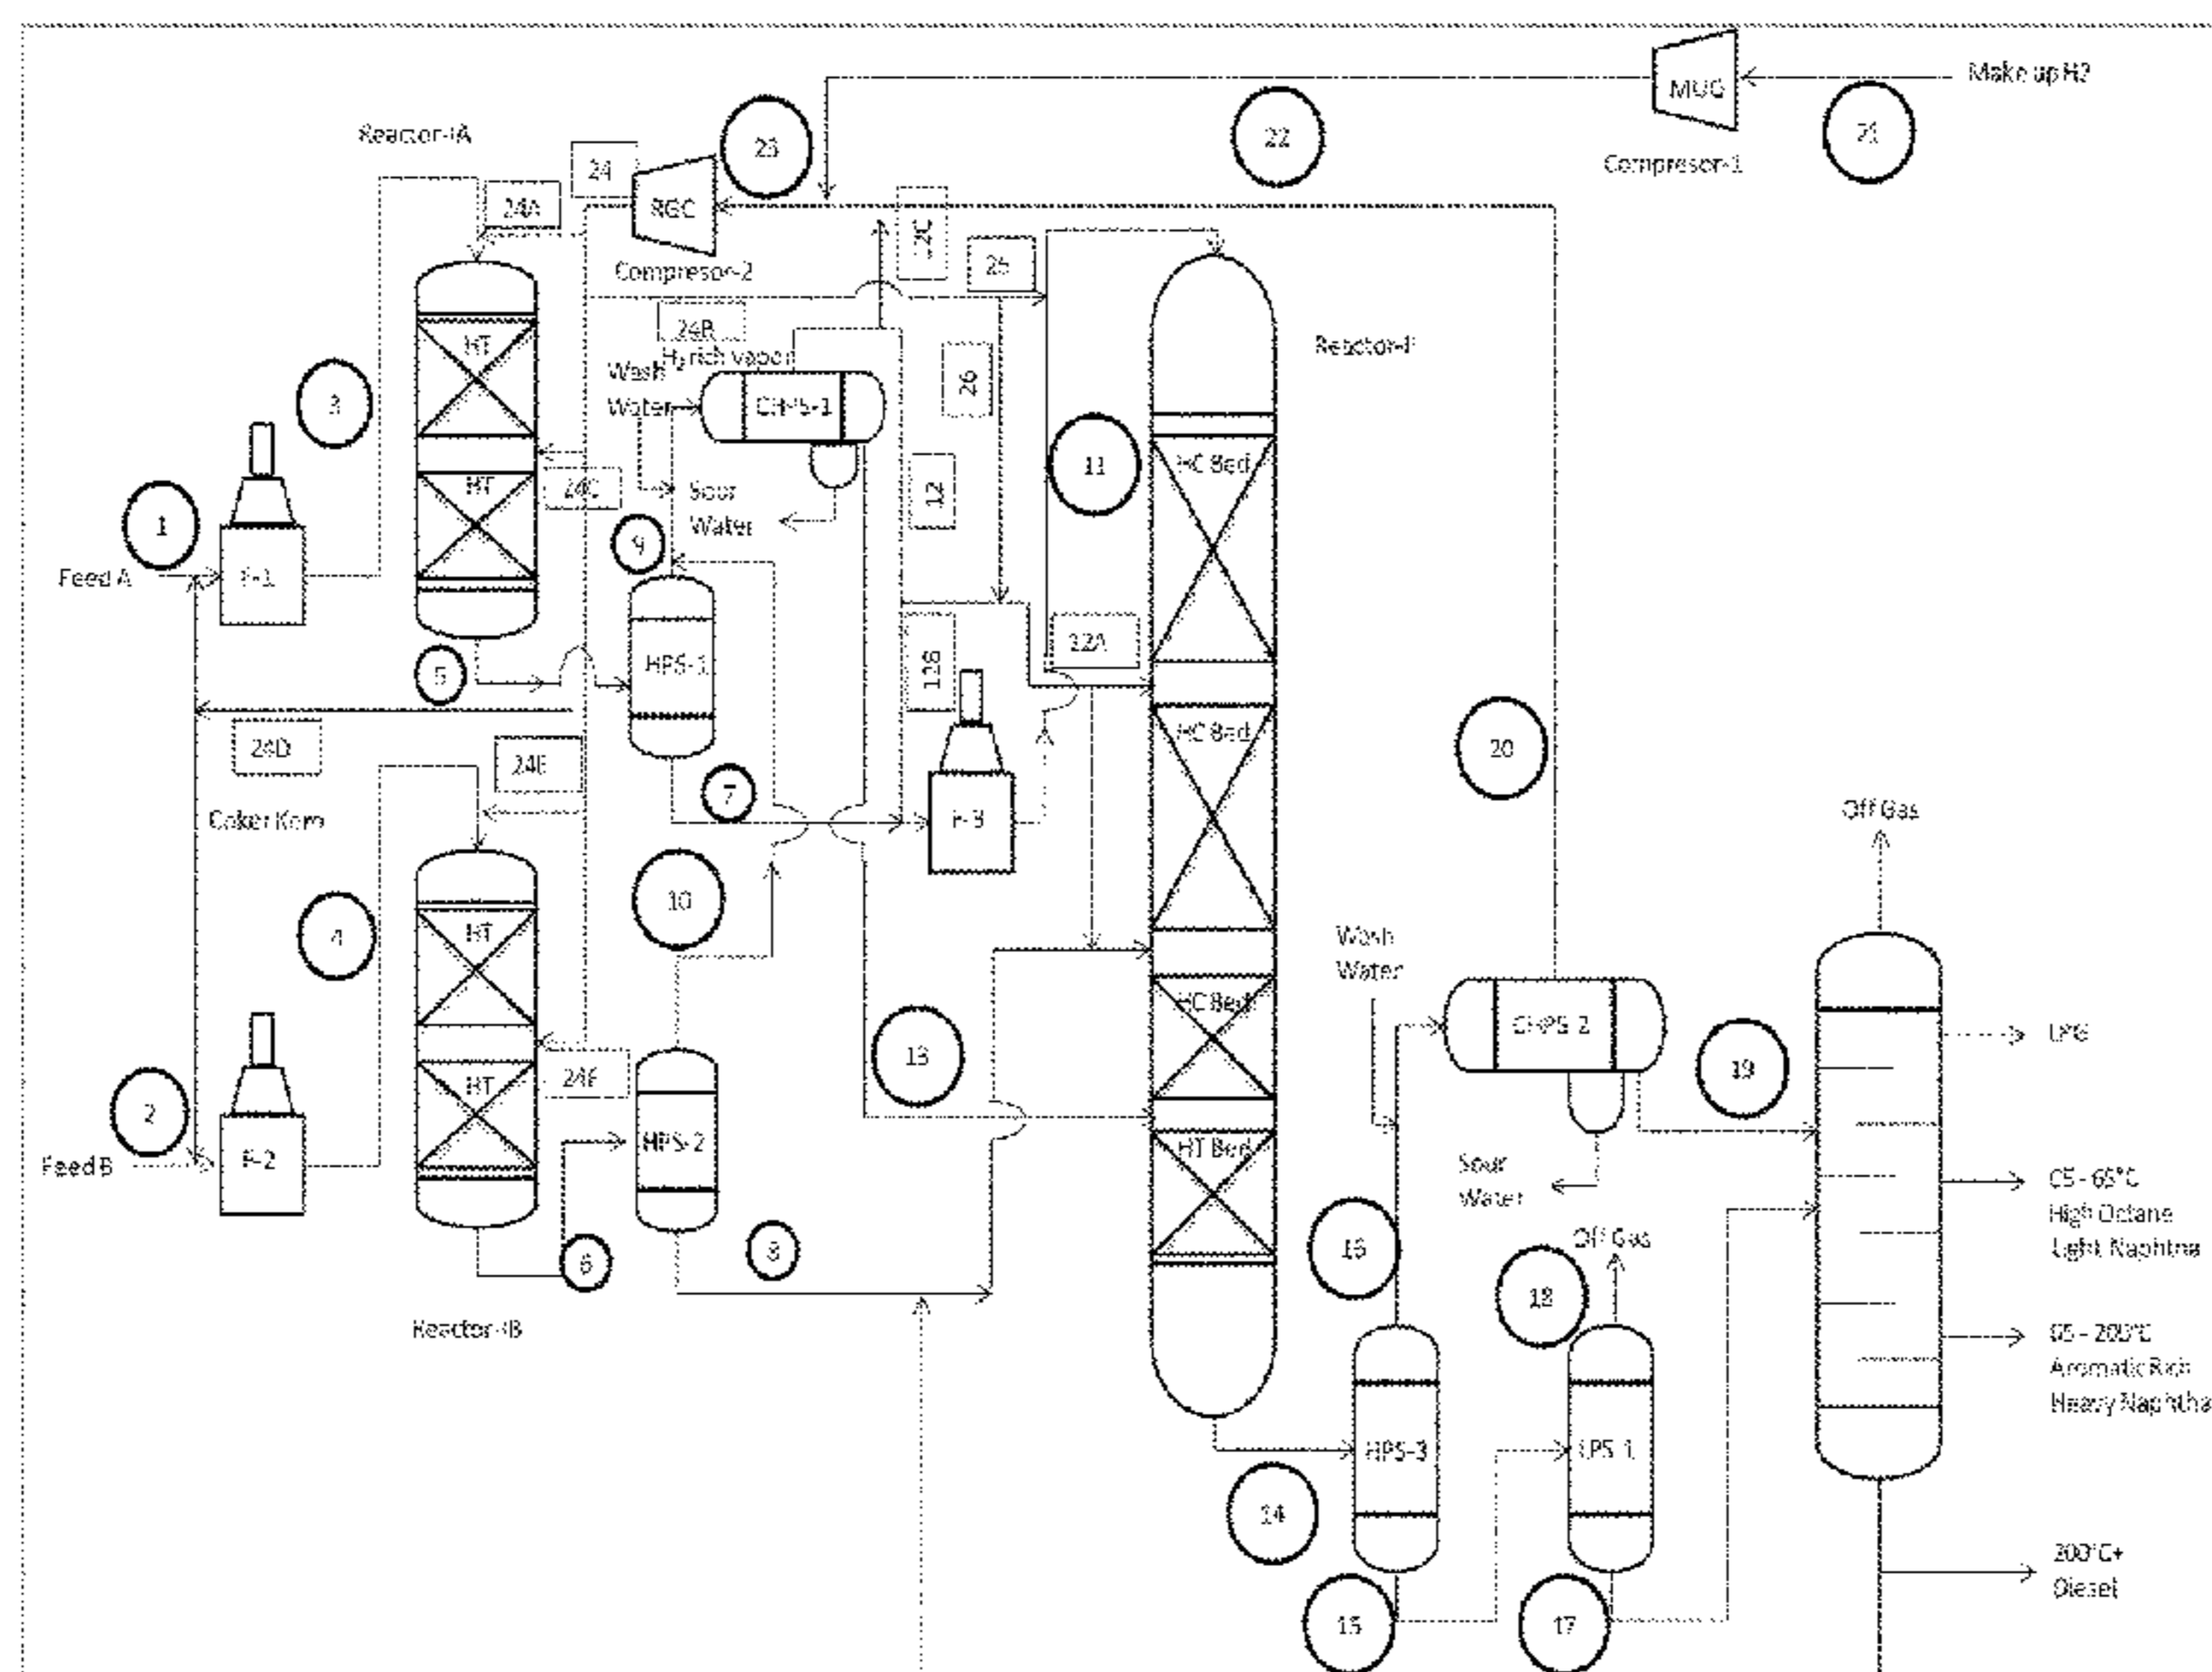 Make up H2
MUG
21
22
Compresor-1
23
Reactor-IA
24
24A
RGC
12C
25
Compresor-2
24B
H2 rich vapor
Wash
Water
CHPS-1
26
Reactor-II
HT
3
HC Bed
11
HT
24C
Sour
Water
12
1
9
Feed A
F-1
12A
12B
5
HPS-1
HC Bed
24D
24E
20
7
Coker Kero
F-3
Off Gas
10
4
HT
Wash
Water
HC Bed
CHPS-2
LPG
13
19
24F
HT
2
HPS-2
HT Bed
Feed B
F-2
Sour
Water
C5 - 65°C
High Octane
Light Naphtha
16
Off Gas
8
6
18
Reactor-IB
65 - 200°C
Aromatic Rich
Heavy Naphtha
HPS-3
LPS-1
14
200°C+
Diesel
15
17